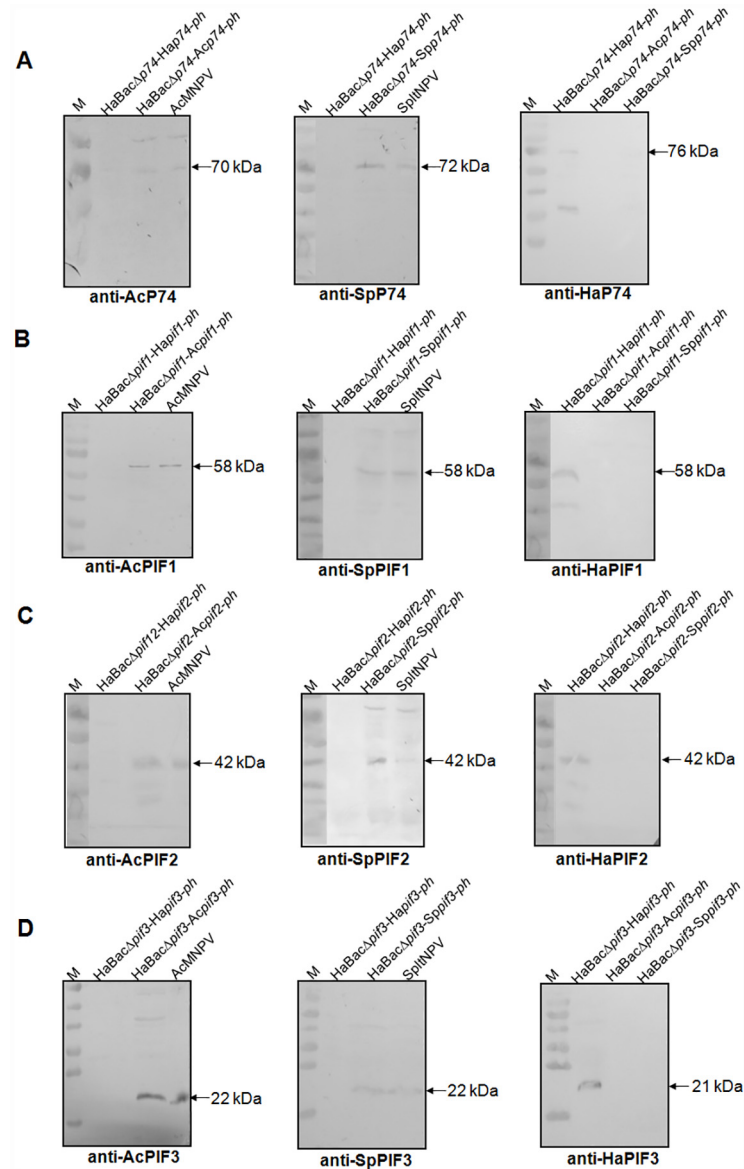 A
M
HaBacΔp74-Hap74-ph
HaBacΔp74-Acp74-ph
AcMNPV
70 kDa
anti-AcP74
M
HaBacΔp74-Hap74-ph
HaBacΔp74-Spp74-ph
SpltNPV
72 kDa
anti-SpP74
M
HaBacΔp74-Hap74-ph
HaBacΔp74-Acp74-ph
HaBacΔp74-Spp74-ph
76 kDa
anti-HaP74
B
M
HaBacΔpif1-Hapif1-ph
HaBacΔpif1-Acpif1-ph
AcMNPV
58 kDa
anti-AcPIF1
M
HaBacΔpif1-Hapif1-ph
HaBacΔpif1-Sppif1-ph
SpltNPV
58 kDa
anti-SpPIF1
M
HaBacΔpif1-Hapif1-ph
HaBacΔpif1-Acpif1-ph
HaBacΔpif1-Sppif1-ph
58 kDa
anti-HaPIF1
C
M
HaBacΔpif12-Hapif2-ph
HaBacΔpif2-Acpif2-ph
AcMNPV
42 kDa
anti-AcPIF2
M
HaBacΔpif2-Hapif2-ph
HaBacΔpif2-Sppif2-ph
SpltNPV
42 kDa
anti-SpPIF2
M
HaBacΔpif2-Hapif2-ph
HaBacΔpif2-Acpif2-ph
HaBacΔpif2-Sppif2-ph
42 kDa
anti-HaPIF2
D
M
HaBacΔpif3-Hapif3-ph
HaBacΔpif3-Acpif3-ph
AcMNPV
22 kDa
anti-AcPIF3
M
HaBacΔpif3-Hapif3-ph
HaBacΔpif3-Sppif3-ph
SpltNPV
22 kDa
anti-SpPIF3
M
HaBacΔpif3-Hapif3-ph
HaBacΔpif3-Acpif3-ph
HaBacΔpif3-Sppif3-ph
21 kDa
anti-HaPIF3